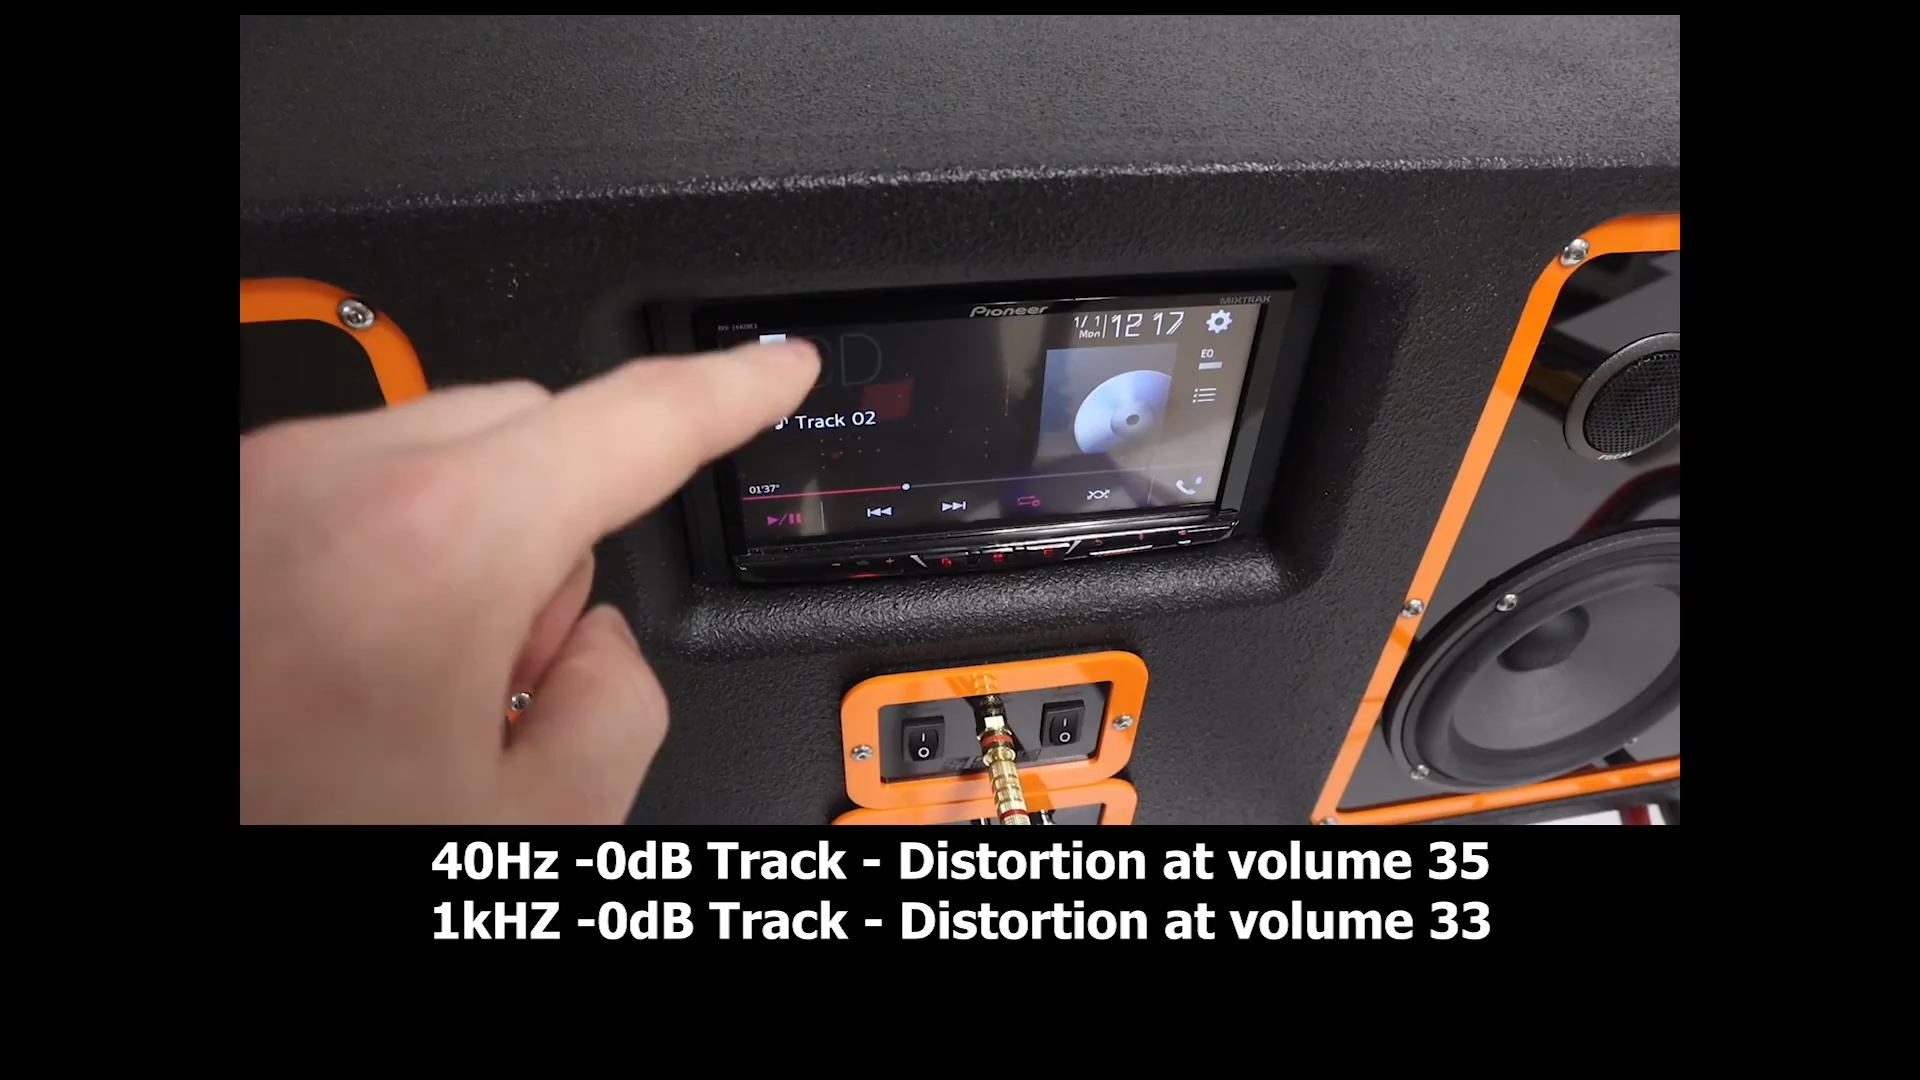 Pioneer
MIXTRAX
1/1
Mon
12 17
EQ
Track 02
01'37"
FOCAL
40Hz -0dB Track - Distortion at volume 35
1kHZ -0dB Track - Distortion at volume 33